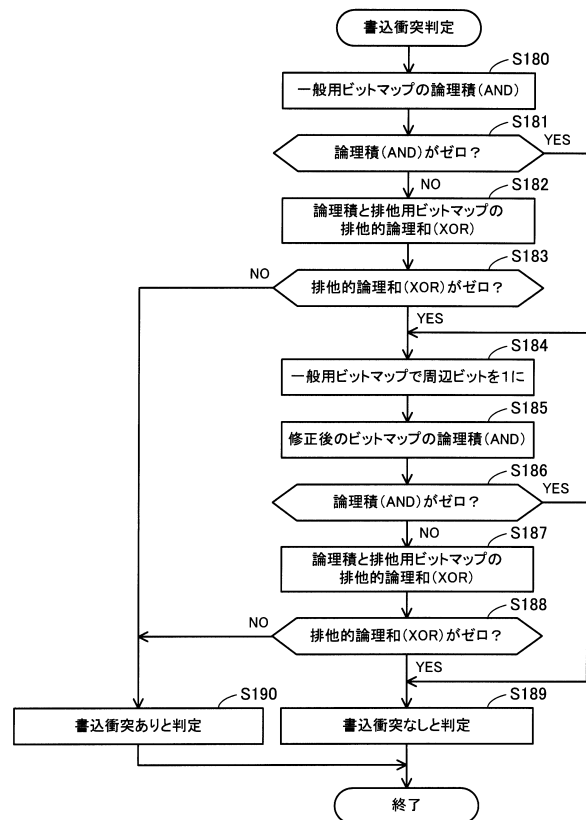 書込衝突判定
S180
一般用ビットマップの論理積(AND)
S181
論理積(AND)がゼロ?
YES
NO
S182
論理積と排他用ビットマップの
排他的論理和(XOR)
S183
NO
排他的論理和(XOR)がゼロ?
YES
S184
一般用ビットマップで周辺ビットを1に
S185
修正後のビットマップの論理積(AND)
S186
論理積(AND)がゼロ?
YES
NO
S187
論理積と排他用ビットマップの
排他的論理和(XOR)
S188
NO
排他的論理和(XOR)がゼロ?
YES
S190
S189
書込衝突ありと判定
書込衝突なしと判定
終了